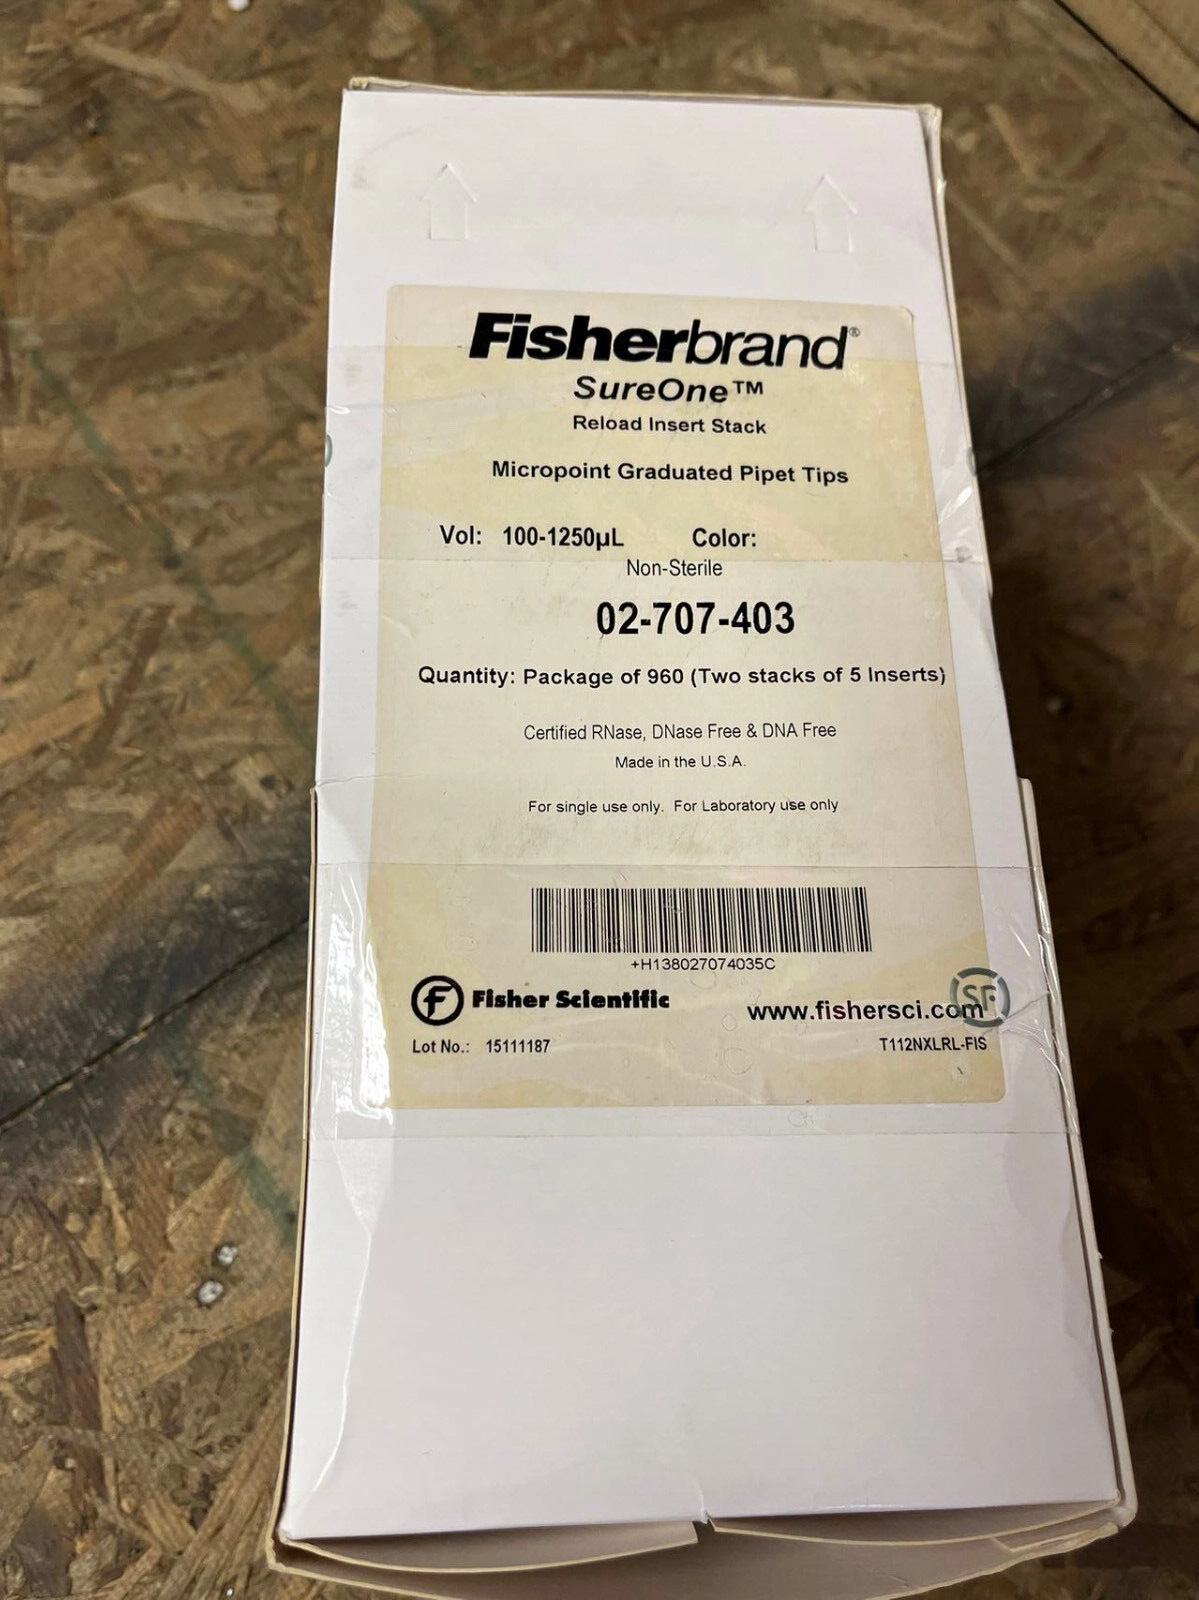 Fisherbrand®
SureOne™
Reload Insert Stack
Micropoint Graduated Pipet Tips
Vol: 100-1250µL Color:
Non-Sterile
02-707-403
Quantity: Package of 960 (Two stacks of 5 Inserts)
Certified RNase, DNase Free & DNA Free
Made in the U.S.A.
For single use only. For Laboratory use only
+H138027074035C
f Fisher Scientific www.fishersci.com SF
Lot No.: 15111187 T112NXLRL-FIS